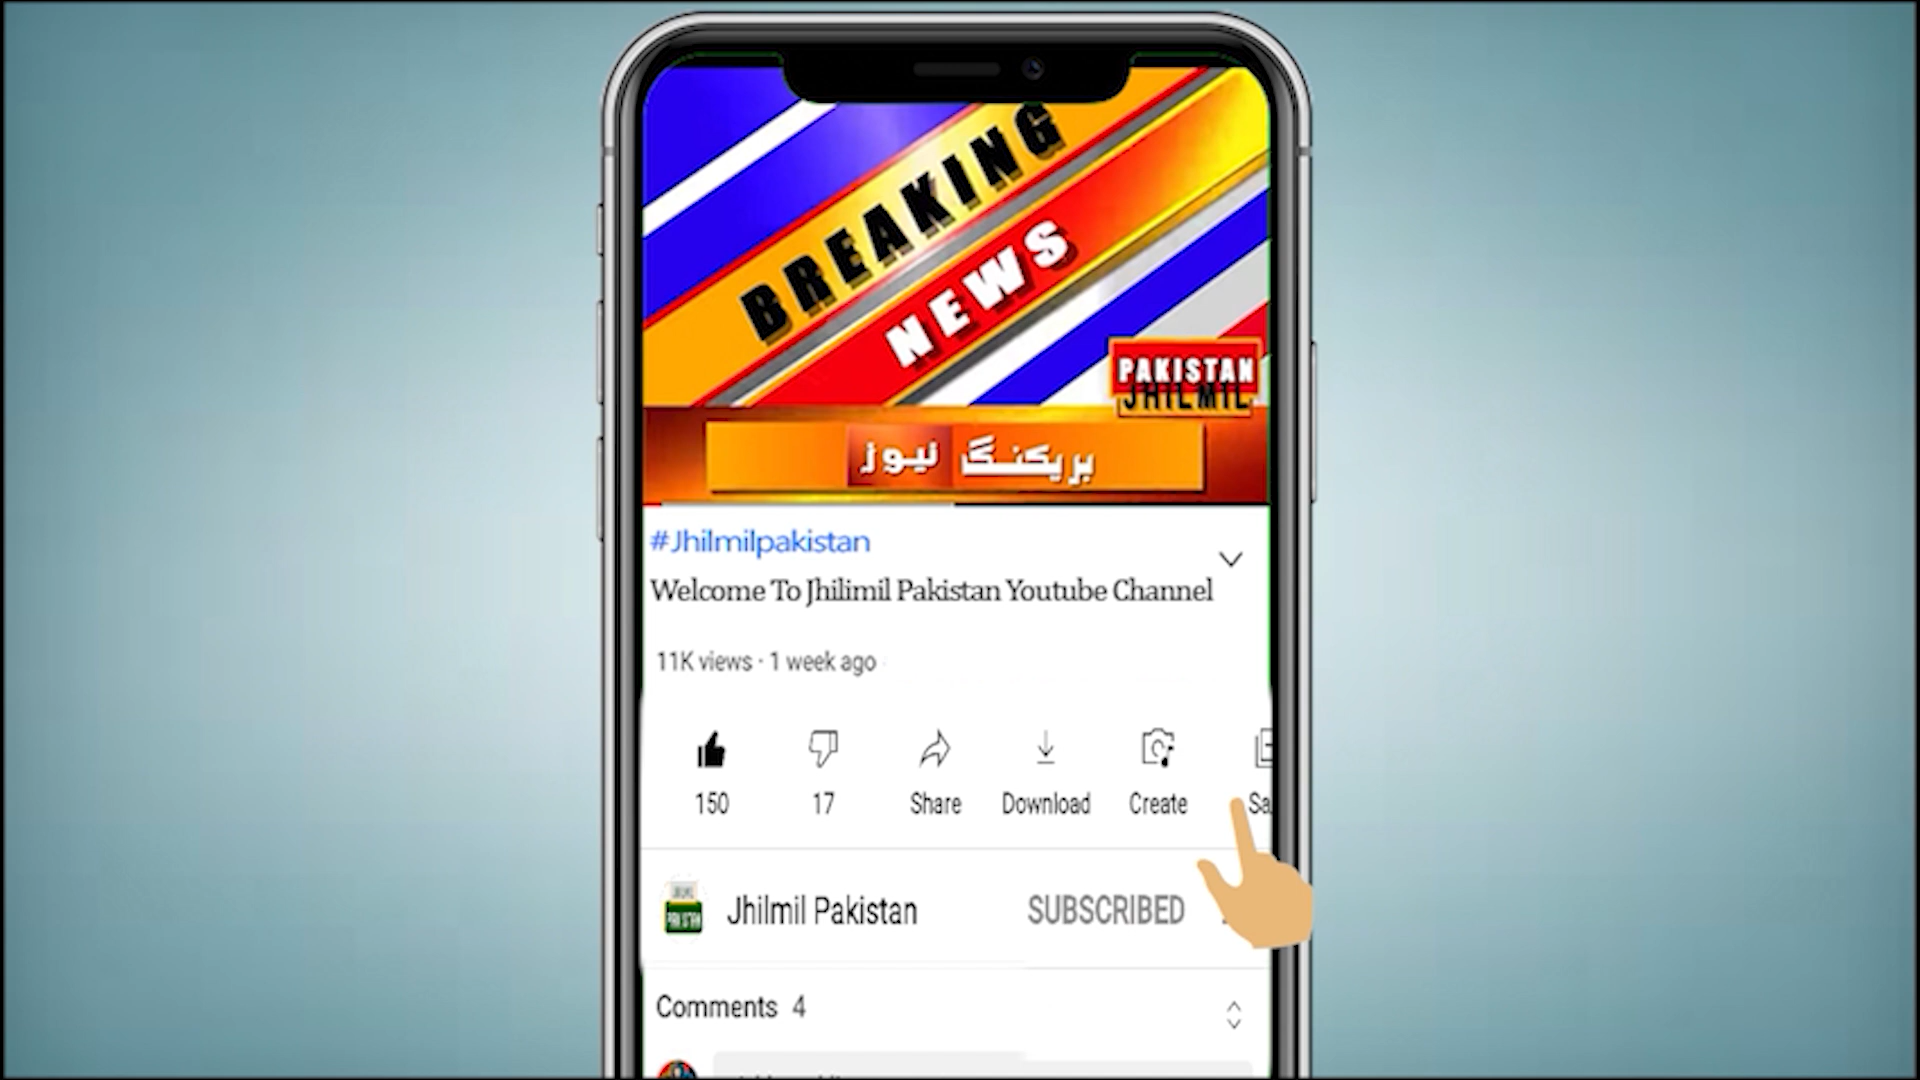 BREAKING
NEWS
PAKISTAN
JHILMIL
بریکنگ نیوز
#Jhilmilpakistan
Welcome To Jhilimil Pakistan Youtube Channel
11K views · 1 week ago
150 17 Share Download Create Sa
Jhilmil Pakistan SUBSCRIBED
Comments 4